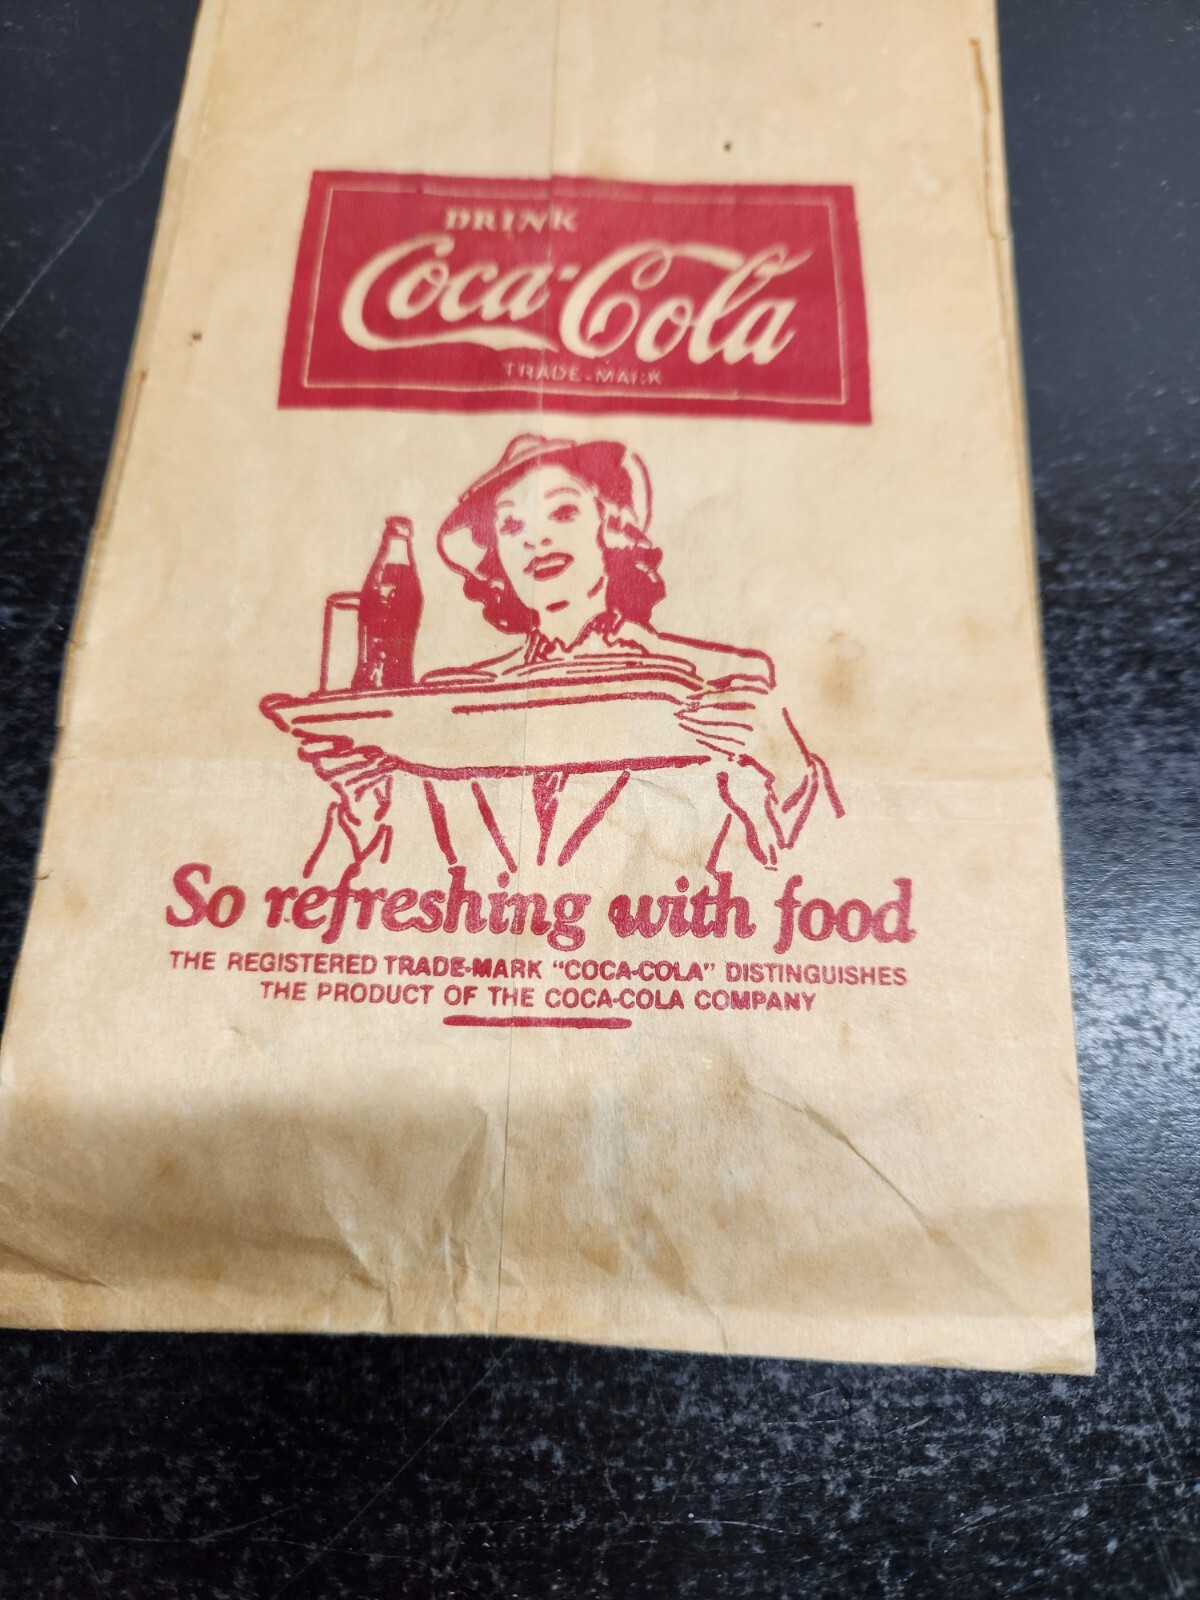 DRINK
Coca-Cola
TRADE-MARK
So refreshing with food
THE REGISTERED TRADE-MARK "COCA-COLA" DISTINGUISHES
THE PRODUCT OF THE COCA-COLA COMPANY